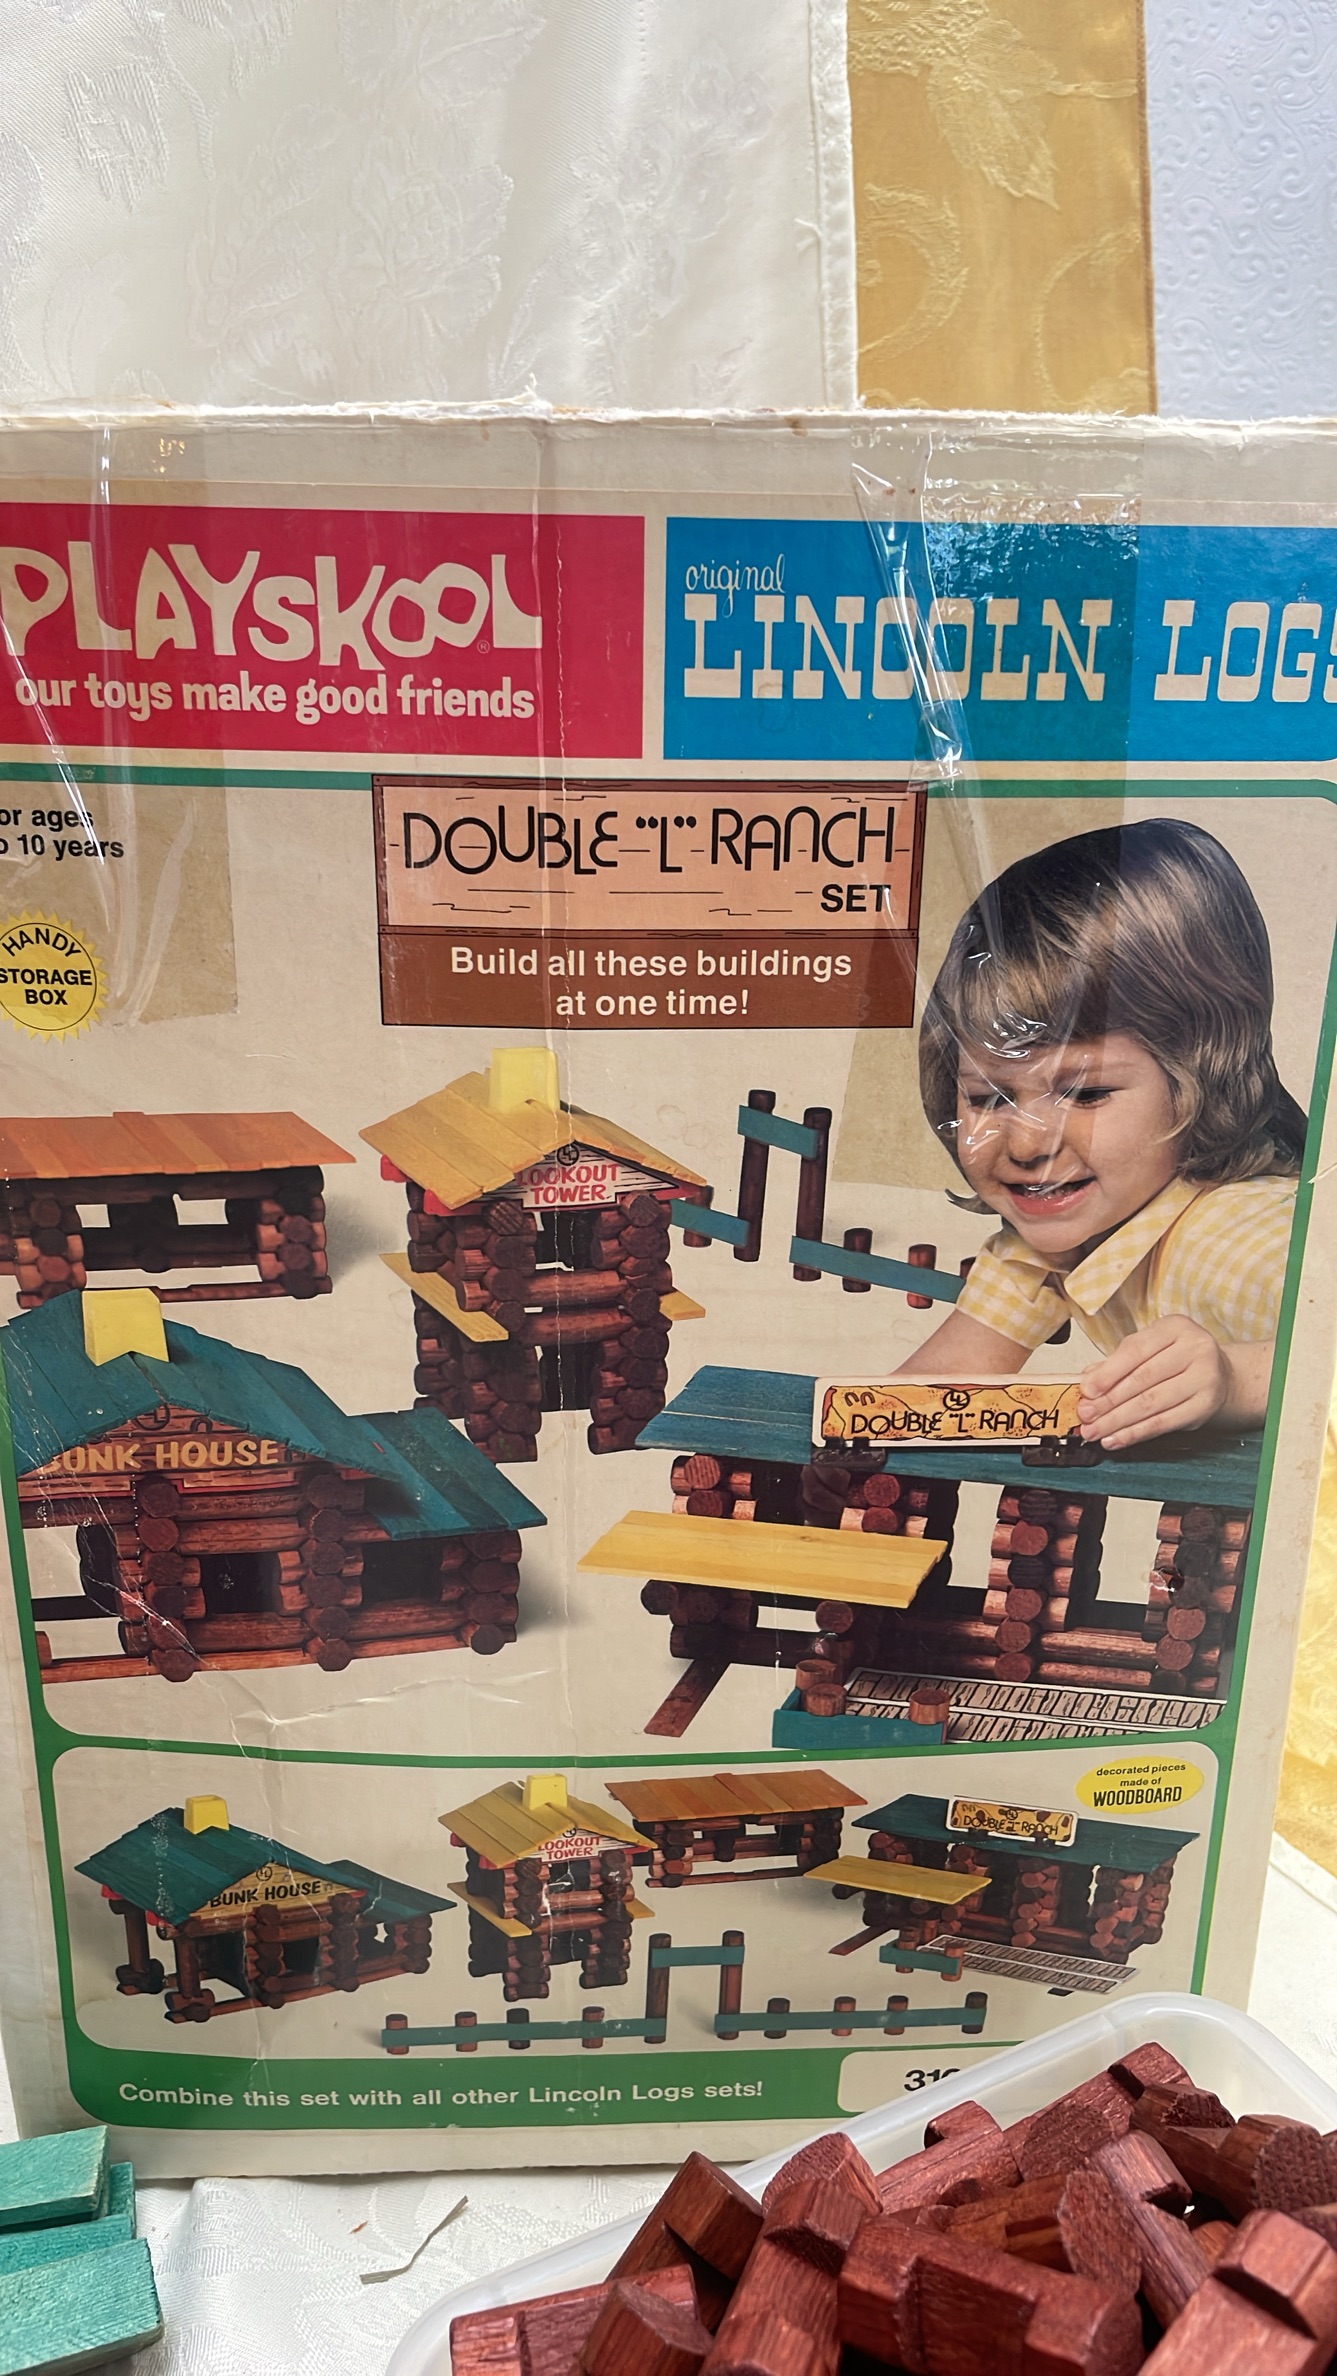 PLAYSKOOL
our toys make good friends
original
LINCOLN LOGS
or ages
o 10 years
HANDY
STORAGE
BOX
DOUBLE "L" RANCH
SET
Build all these buildings
at one time!
LOOKOUT
TOWER
BUNK HOUSE
DOUBLE "L" RANCH
decorated pieces
made of
WOODBOARD
BUNK HOUSE
LOOKOUT
TOWER
DOUBLE "L" RANCH
Combine this set with all other Lincoln Logs sets!